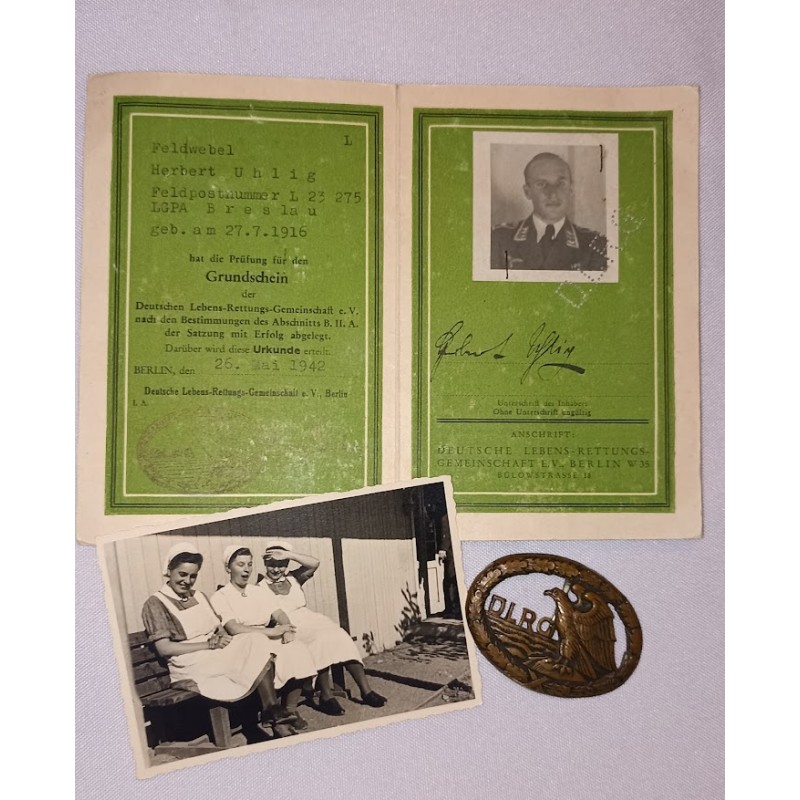 L
Feldwebel
Herbert Uhlig
Feldpostnummer L 23 275
LGPA Breslau
geb. am 27.7.1916
hat die Prüfung für den
Grundschein
der
Deutschen Lebens-Rettungs-Gemeinschaft e. V.
nach den Bestimmungen des Abschnitts B. II. A.
der Satzung mit Erfolg abgelegt.
Darüber wird diese Urkunde erteilt.
BERLIN, den 26. Mai 1942
Deutsche Lebens-Rettungs-Gemeinschaft e. V., Berlin
I. A.
Herbert Uhlig
Unterschrift des Inhabers
Ohne Unterschrift ungültig
ANSCHRIFT:
DEUTSCHE LEBENS-RETTUNGS-
GEMEINSCHAFT E.V., BERLIN W 35
BÜLOWSTRASSE
DLRG